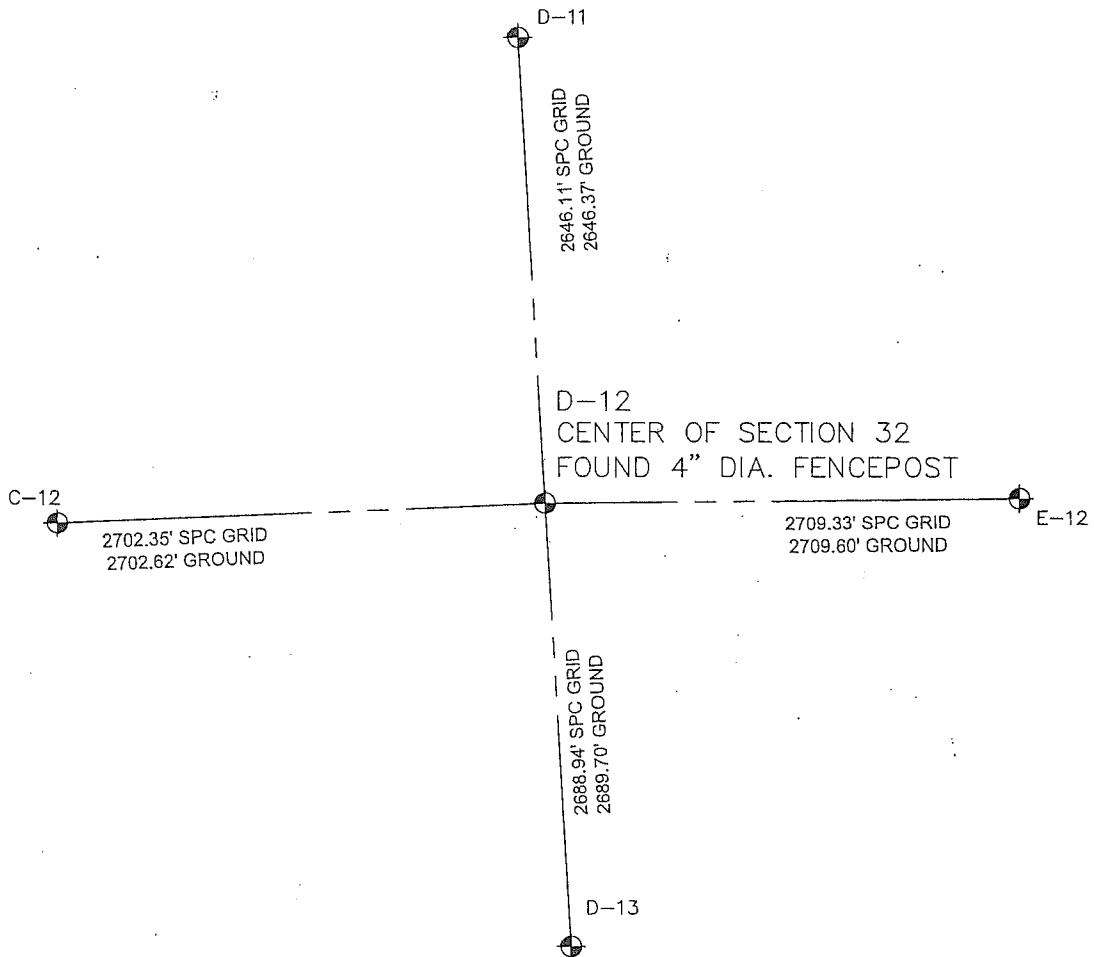 D-11
2646.11' SPC GRID
2646.37' GROUND
D-12
CENTER OF SECTION 32
FOUND 4" DIA. FENCEPOST
C-12
2702.35' SPC GRID
2702.62' GROUND
2709.33' SPC GRID
2709.60' GROUND
E-12
2688.94' SPC GRID
2689.70' GROUND
D-13